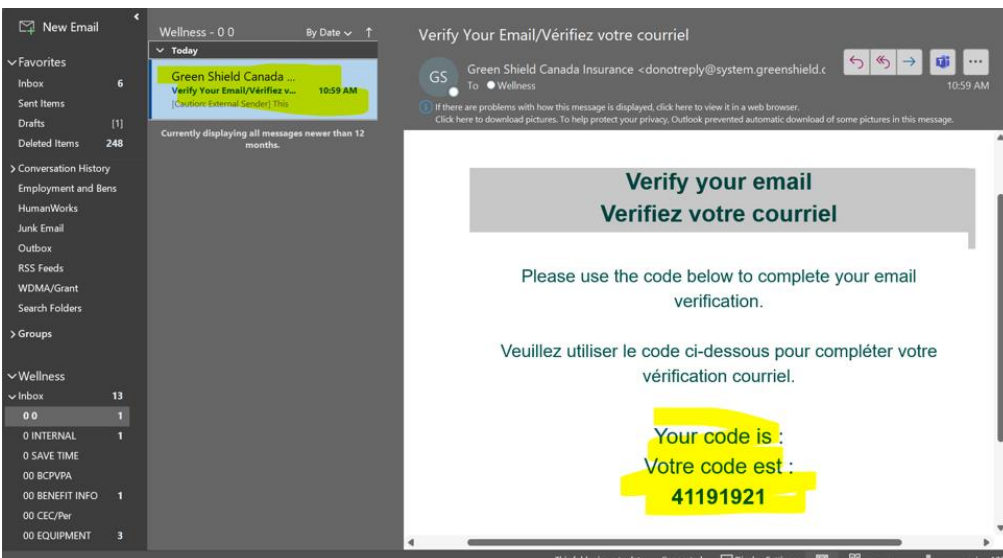 New Email
Favorites
Inbox 6
Sent Items
Drafts [1]
Deleted Items 248
Conversation History
Employment and Bens
HumanWorks
Junk Email
Outbox
RSS Feeds
WDMA/Grant
Search Folders
Groups
Wellness
Inbox 13
0 0 1
0 INTERNAL 1
0 SAVE TIME
00 BCPVPA
00 BENEFIT INFO 1
00 CEC/Per
00 EQUIPMENT 3
Wellness - 0 0 By Date
Today
Green Shield Canada ...
Verify Your Email/Vérifiez v... 10:59 AM
[Caution: External Sender] This
Currently displaying all messages newer than 12
months.
Verify Your Email/Vérifiez votre courriel
GS
Green Shield Canada Insurance <donotreply@system.greenshield.c
To Wellness
10:59 AM
If there are problems with how this message is displayed, click here to view it in a web browser.
Click here to download pictures. To help protect your privacy, Outlook prevented automatic download of some pictures in this message.
Verify your email
Verifiez votre courriel
Please use the code below to complete your email
verification.
Veuillez utiliser le code ci-dessous pour compléter votre
vérification courriel.
Your code is :
Votre code est :
41191921